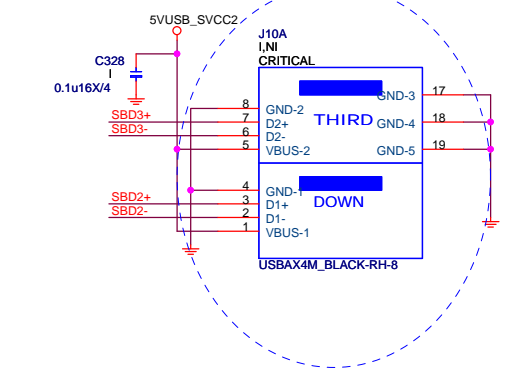 5VUSB_SVCC2
J10A
I,NI
CRITICAL
C328
I
0.1u16X/4
GND-3 17
8 GND-2
SBD3+ 7 D2+
THIRD GND-4 18
SBD3- 6 D2-
5 VBUS-2 GND-5 19
4 GND-1
SBD2+ 3 D1+
DOWN
SBD2- 2 D1-
1 VBUS-1
USBAX4M_BLACK-RH-8